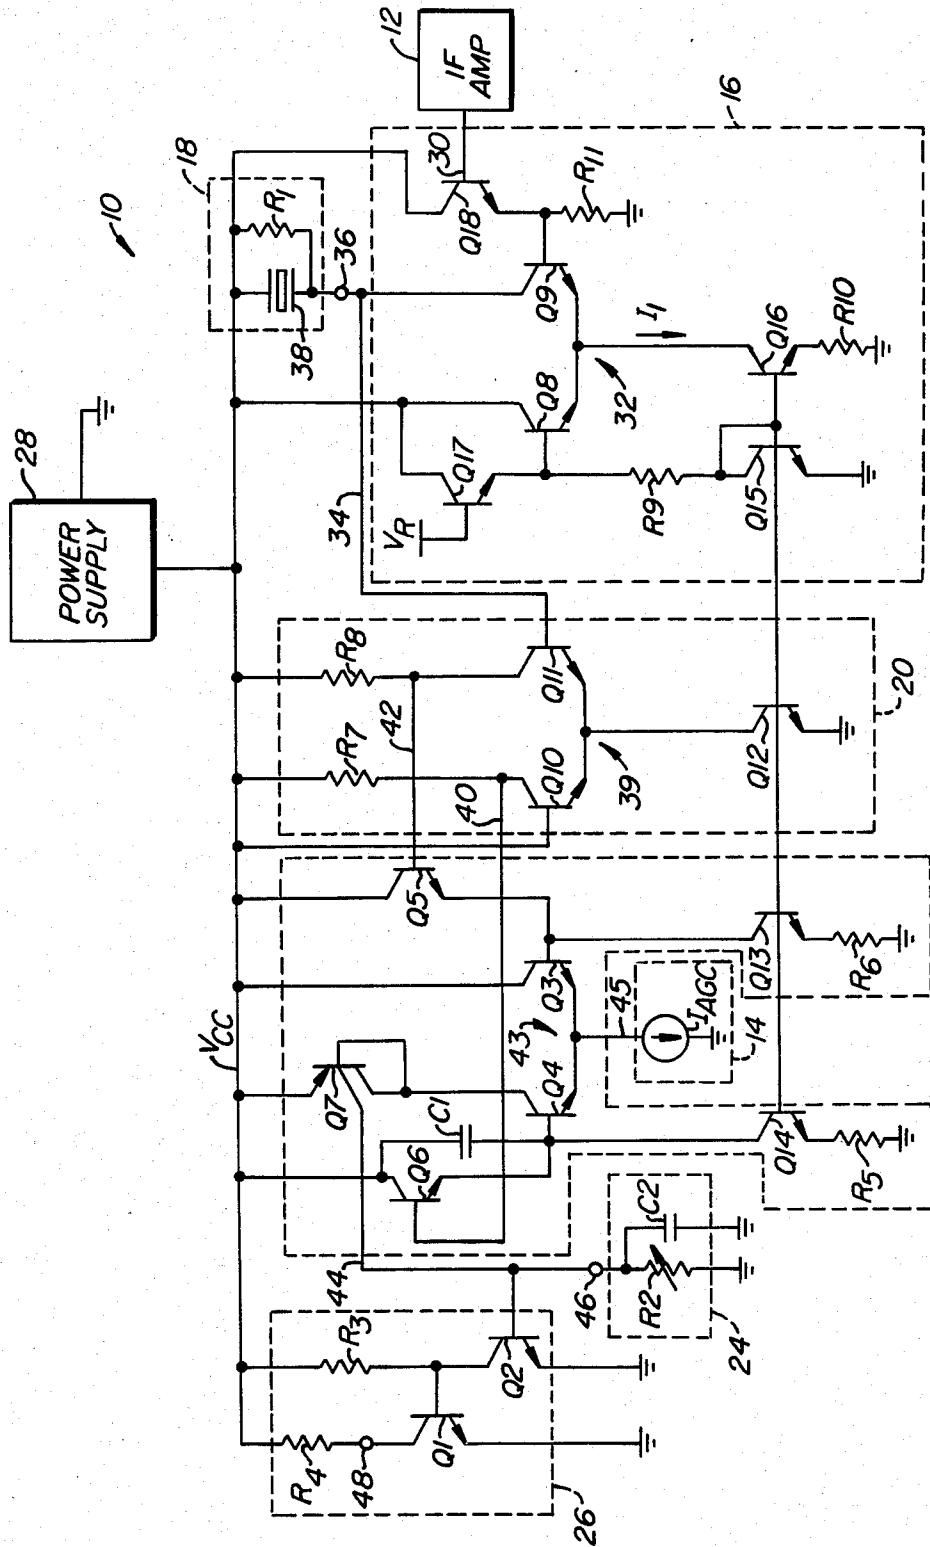 10
28
POWER
SUPPLY
VCC
18
R1
38
36
12
IF
AMP
16
30
Q18
R11
Q9
Q8
32
I1
Q16
R10
Q17
VR
34
R9
Q15
R8
R7
42
40
Q11
Q10
39
Q12
20
Q5
Q3
43
Q4
45
IAGC
14
Q13
R6
Q7
C1
Q6
Q14
R5
44
46
C2
R2
24
R3
R4
48
Q2
Q1
26